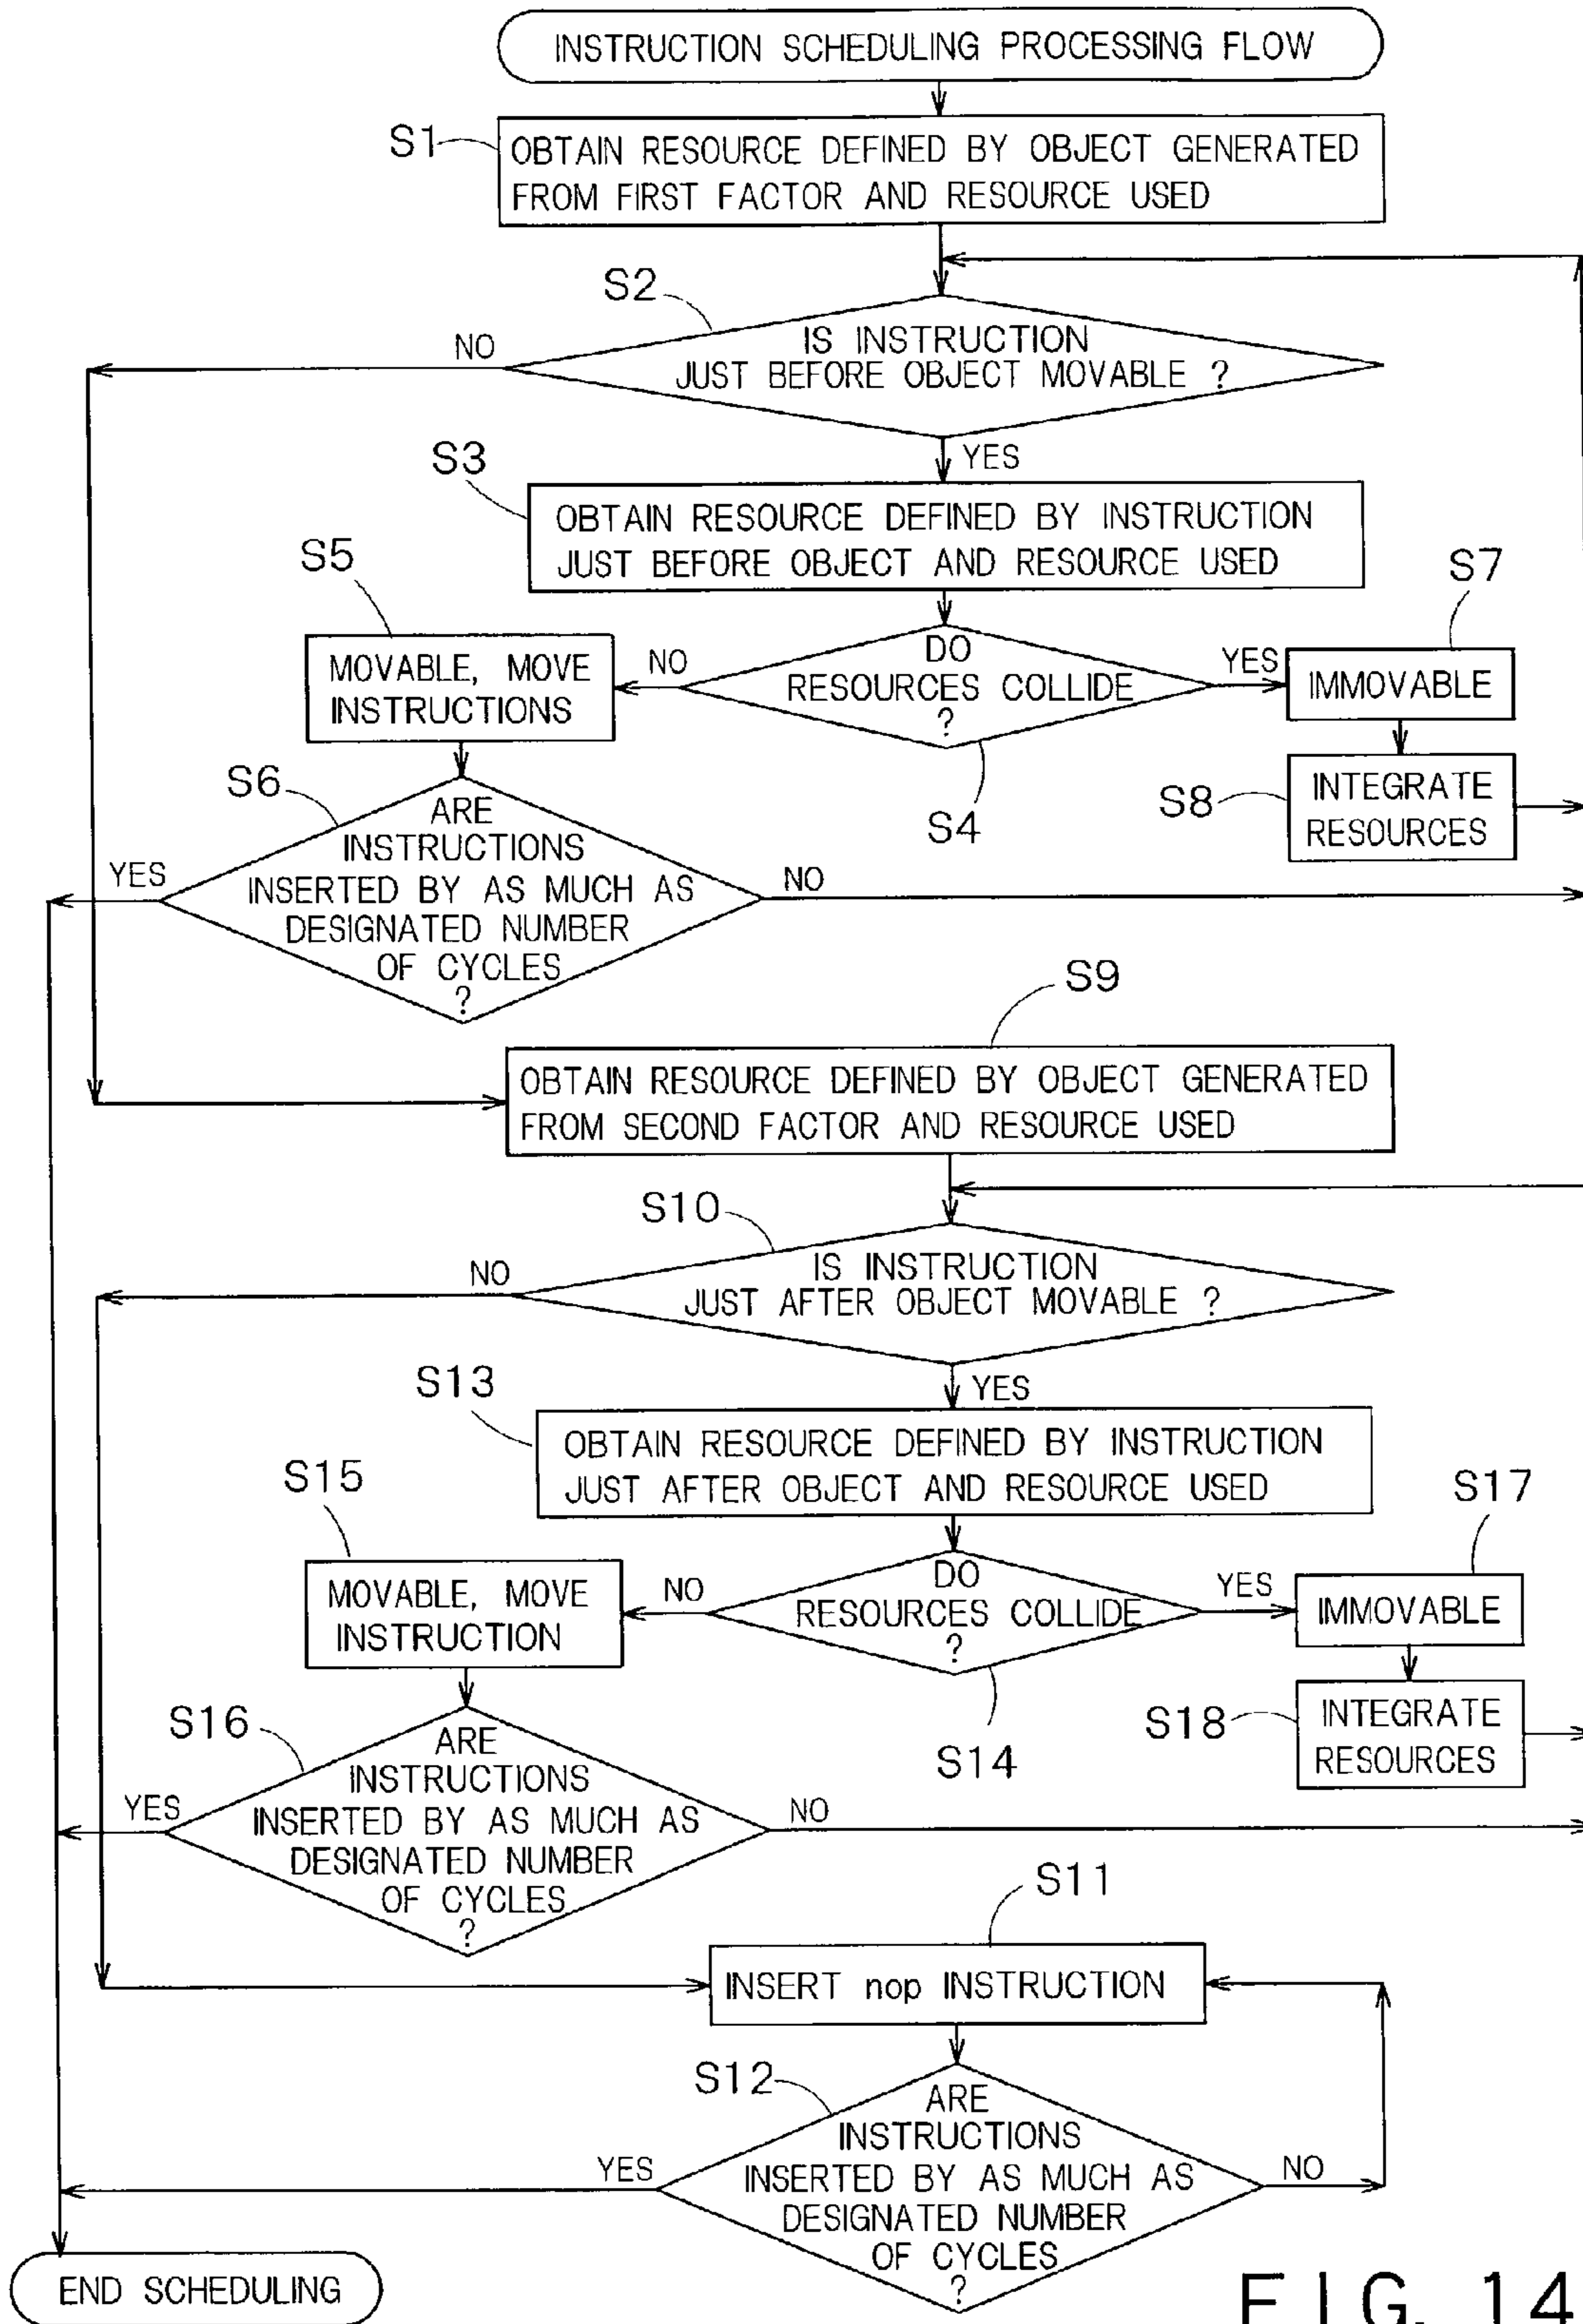 INSTRUCTION SCHEDULING PROCESSING FLOW
S1
OBTAIN RESOURCE DEFINED BY OBJECT GENERATED
FROM FIRST FACTOR AND RESOURCE USED
S2
IS INSTRUCTION
JUST BEFORE OBJECT MOVABLE ?
NO
YES
S3
OBTAIN RESOURCE DEFINED BY INSTRUCTION
JUST BEFORE OBJECT AND RESOURCE USED
S5
MOVABLE, MOVE
INSTRUCTIONS
NO
DO
RESOURCES COLLIDE
?
S4
YES
S7
IMMOVABLE
S8
INTEGRATE
RESOURCES
S6
ARE
INSTRUCTIONS
INSERTED BY AS MUCH AS
DESIGNATED NUMBER
OF CYCLES
?
YES
NO
S9
OBTAIN RESOURCE DEFINED BY OBJECT GENERATED
FROM SECOND FACTOR AND RESOURCE USED
S10
IS INSTRUCTION
JUST AFTER OBJECT MOVABLE ?
NO
YES
S13
OBTAIN RESOURCE DEFINED BY INSTRUCTION
JUST AFTER OBJECT AND RESOURCE USED
S15
MOVABLE, MOVE
INSTRUCTION
NO
DO
RESOURCES COLLIDE
?
S14
YES
S17
IMMOVABLE
S18
INTEGRATE
RESOURCES
S16
ARE
INSTRUCTIONS
INSERTED BY AS MUCH AS
DESIGNATED NUMBER
OF CYCLES
?
YES
NO
S11
INSERT nop INSTRUCTION
S12
ARE
INSTRUCTIONS
INSERTED BY AS MUCH AS
DESIGNATED NUMBER
OF CYCLES
?
YES
NO
END SCHEDULING
FIG. 14